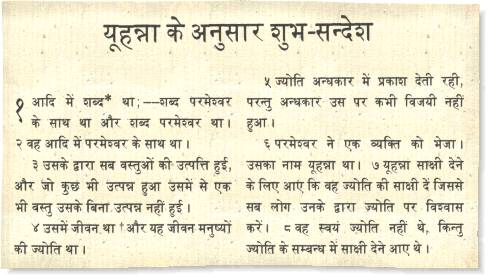 यूहन्ना के अनुसार शुभ-सन्देश
१ आदि में शब्द* था;—शब्द परमेश्वर
के साथ था और शब्द परमेश्वर था।
२ वह आदि में परमेश्वर के साथ था।
३ उसके द्वारा सब वस्तुओं की उत्पत्ति हुई,
और जो कुछ भी उत्पन्न हुआ उसमें से एक
भी वस्तु उसके बिना उत्पन्न नहीं हुई।
४ उसमें जीवन था †और यह जीवन मनुष्यों
की ज्योति था।
५ ज्योति अन्धकार में प्रकाश देती रही,
परन्तु अन्धकार उस पर कभी विजयी नहीं
हुआ।
६ परमेश्वर ने एक व्यक्ति को भेजा।
उसका नाम यूहन्ना था। ७ यूहन्ना साक्षी देने
के लिए आए कि वह ज्योति की साक्षी दें जिससे
सब लोग उनके द्वारा ज्योति पर विश्वास
करें। ८ वह स्वयं ज्योति नहीं थे, किन्तु
ज्योति के सम्बन्ध में साक्षी देने आए थे।